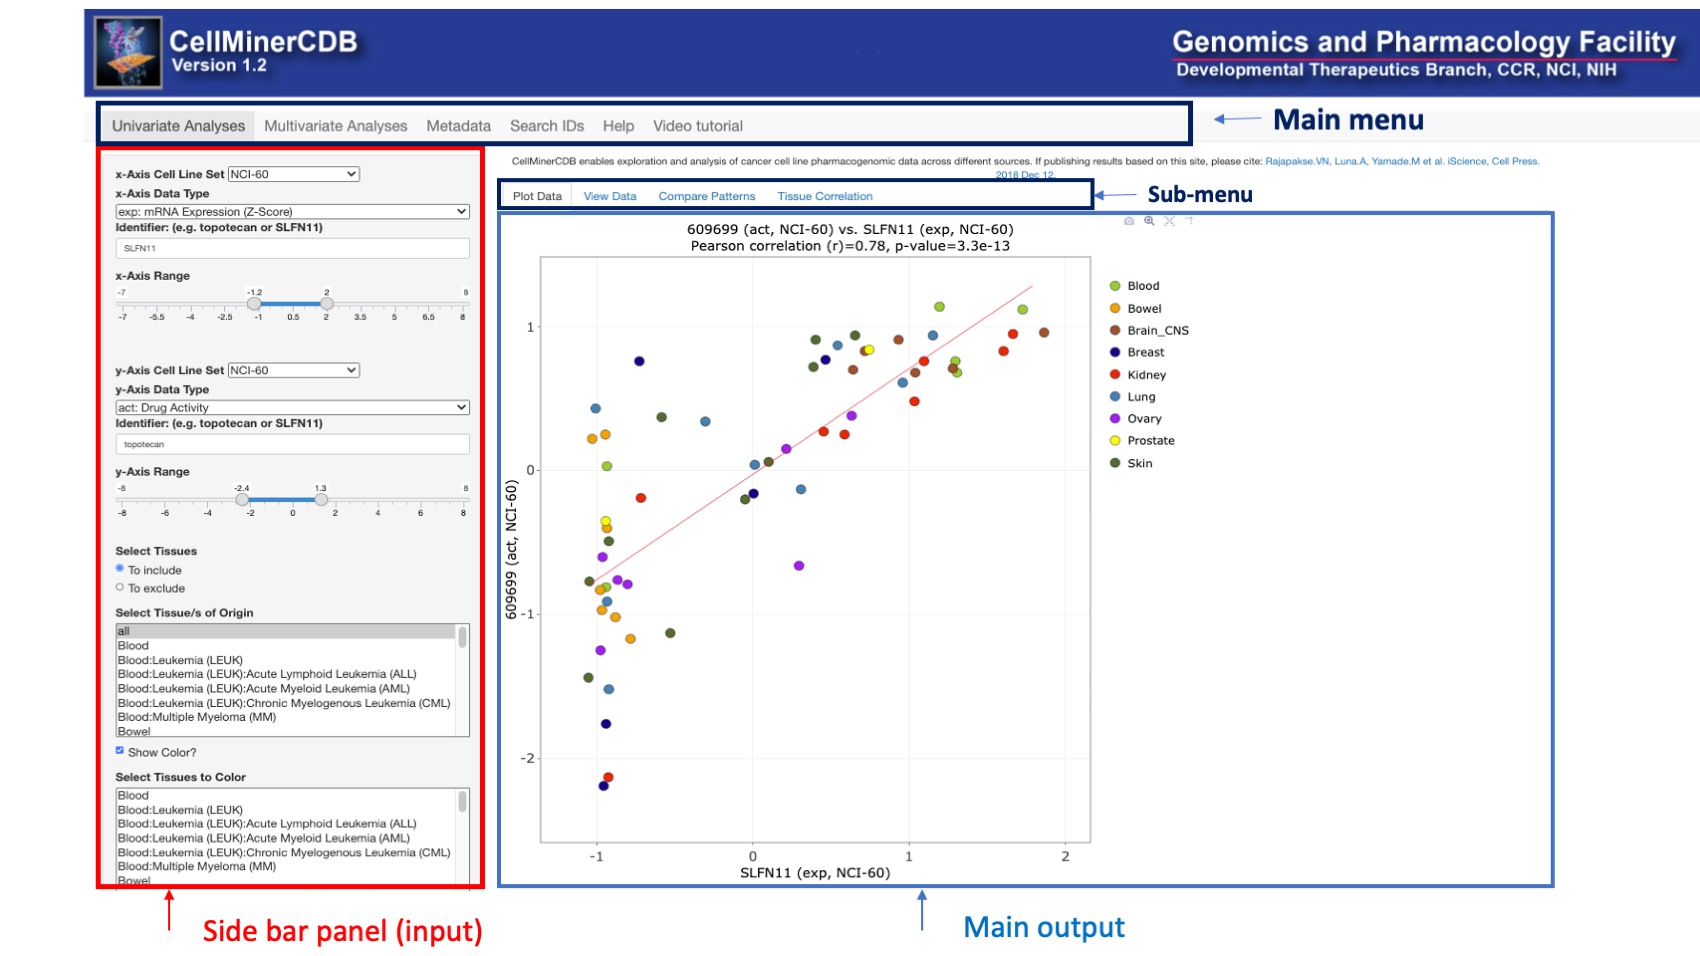 CellMinerCDB
Version 1.2
Genomics and Pharmacology Facility
Developmental Therapeutics Branch, CCR, NCI, NIH
Univariate Analyses Multivariate Analyses Metadata Search IDs Help Video tutorial
Main menu
CellMinerCDB enables exploration and analysis of cancer cell line pharmacogenomic data across different sources. If publishing results based on this site, please cite: Rajapakse.VN, Luna.A, Yamade.M et al. iScience, Cell Press.
2018 Dec 12.
Plot Data View Data Compare Patterns Tissue Correlation
Sub-menu
x-Axis Cell Line Set NCI-60
x-Axis Data Type
exp: mRNA Expression (Z-Score)
Identifier: (e.g. topotecan or SLFN11)
SLFN11
x-Axis Range
-7 -1.2 2 8
-7 -5.5 -4 -2.5 -1 0.5 2 3.5 5 6.5 8
y-Axis Cell Line Set NCI-60
y-Axis Data Type
act: Drug Activity
Identifier: (e.g. topotecan or SLFN11)
topotecan
y-Axis Range
-8 -2.4 1.3 8
-8 -6 -4 -2 0 2 4 6 8
Select Tissues
To include
To exclude
Select Tissue/s of Origin
all
Blood
Blood:Leukemia (LEUK)
Blood:Leukemia (LEUK):Acute Lymphoid Leukemia (ALL)
Blood:Leukemia (LEUK):Acute Myeloid Leukemia (AML)
Blood:Leukemia (LEUK):Chronic Myelogenous Leukemia (CML)
Blood:Multiple Myeloma (MM)
Bowel
Show Color?
Select Tissues to Color
Blood
Blood:Leukemia (LEUK)
Blood:Leukemia (LEUK):Acute Lymphoid Leukemia (ALL)
Blood:Leukemia (LEUK):Acute Myeloid Leukemia (AML)
Blood:Leukemia (LEUK):Chronic Myelogenous Leukemia (CML)
Blood:Multiple Myeloma (MM)
Bowel
Side bar panel (input)
609699 (act, NCI-60) vs. SLFN11 (exp, NCI-60)
Pearson correlation (r)=0.78, p-value=3.3e-13
609699 (act, NCI-60)
1
0
-1
-2
-1 0 1 2
SLFN11 (exp, NCI-60)
Blood
Bowel
Brain_CNS
Breast
Kidney
Lung
Ovary
Prostate
Skin
Main output